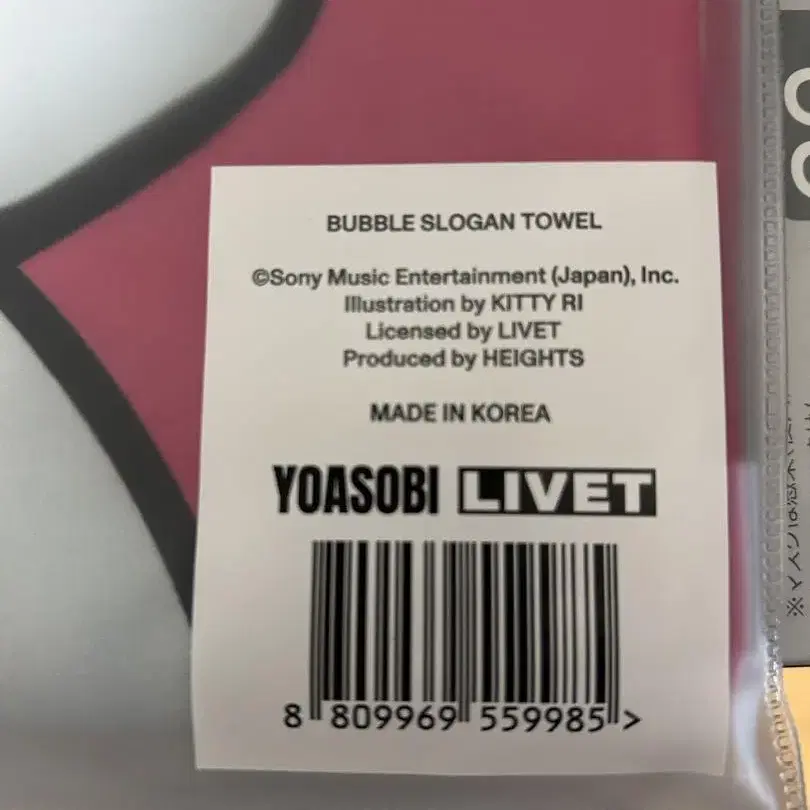 BUBBLE SLOGAN TOWEL
©Sony Music Entertainment (Japan), Inc.
Illustration by KITTY RI
Licensed by LIVET
Produced by HEIGHTS
MADE IN KOREA
YOASOBI LIVET
8 809969 559985 >